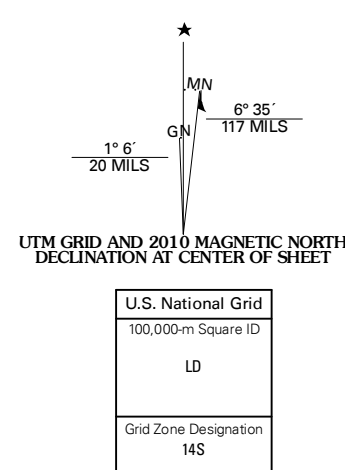 MN
6° 35´
117 MILS
GN
1° 6´
20 MILS
UTM GRID AND 2010 MAGNETIC NORTH
DECLINATION AT CENTER OF SHEET
U.S. National Grid
100,000-m Square ID
LD
Grid Zone Designation
14S